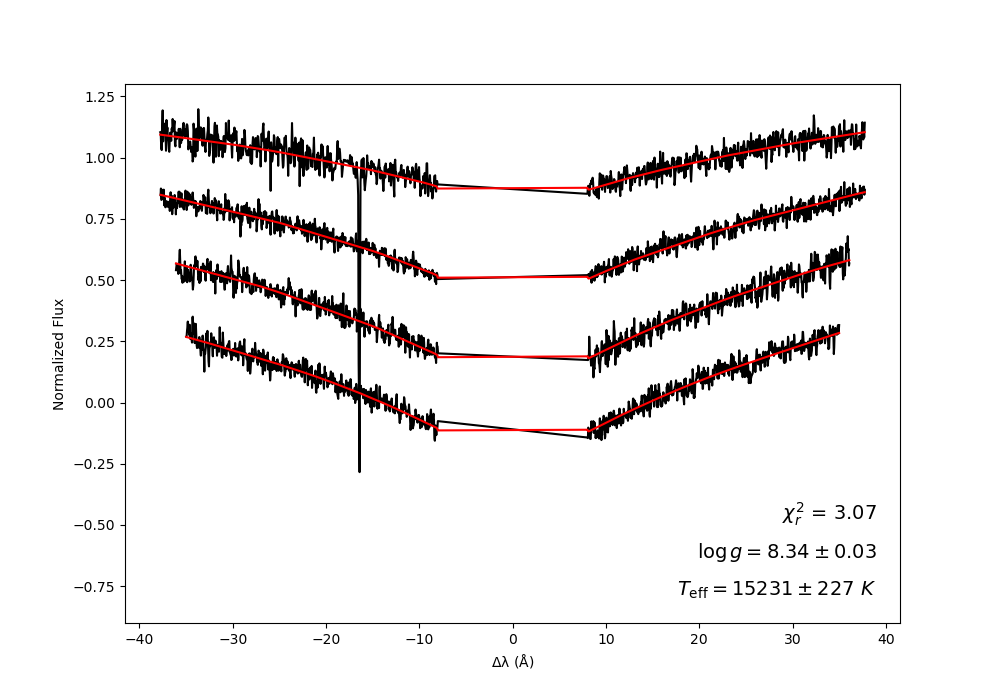 1.25
1.00
0.75
0.50
0.25
0.00
−0.25
−0.50
−0.75
Normalized Flux
χ²ᵣ = 3.07
log g = 8.34 ± 0.03
T_eff = 15231 ± 227 K
−40 −30 −20 −10 0 10 20 30 40
Δλ (Å)